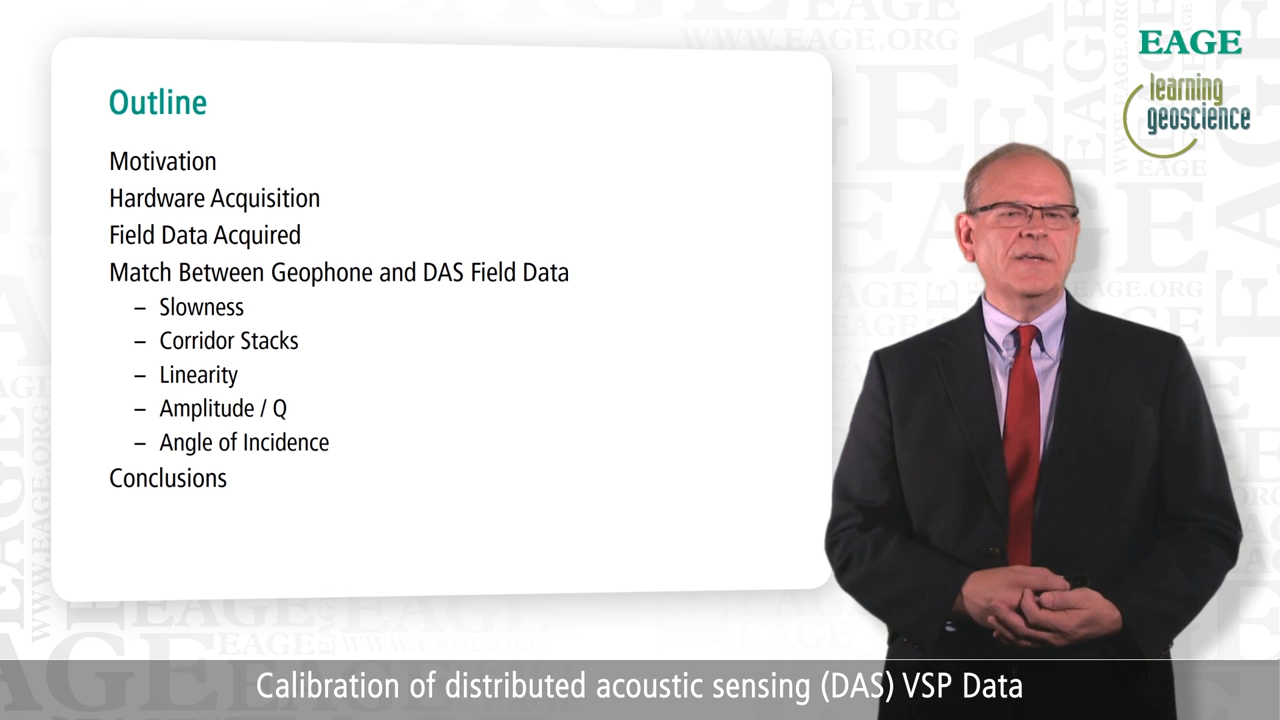 EAGE
learning
geoscience
Outline
Motivation
Hardware Acquisition
Field Data Acquired
Match Between Geophone and DAS Field Data
– Slowness
– Corridor Stacks
– Linearity
– Amplitude / Q
– Angle of Incidence
Conclusions
Calibration of distributed acoustic sensing (DAS) VSP Data